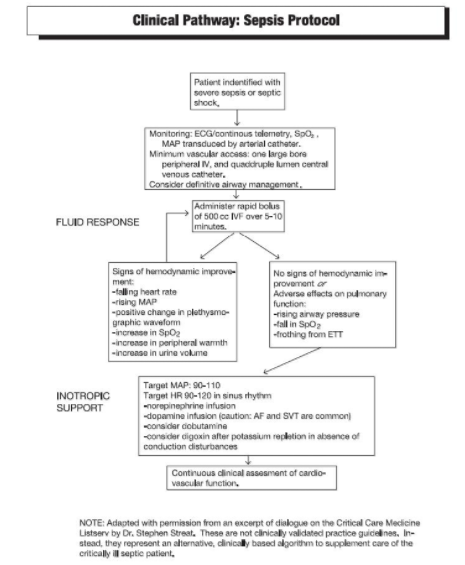 Clinical Pathway: Sepsis Protocol
Patient indentified with
severe sepsis or septic
shock.
Monitoring: ECG/continous telemetry, SpO2 ,
MAP transduced by arterial catheter.
Minimum vascular access: one large bore
peripheral IV, and quadruple lumen central
venous catheter.
Consider definitive airway management.
FLUID RESPONSE
Administer rapid bolus
of 500 cc IVF over 5-10
minutes.
Signs of hemodynamic improve-
ment:
-falling heart rate
-rising MAP
-positive change in plethysmo-
graphic waveform
-increase in SpO2
-increase in peripheral warmth
-increase in urine volume
No signs of hemodynamic im-
provement or
Adverse effects on pulmonary
function:
-rising airway pressure
-fall in SpO2
-frothing from ETT
INOTROPIC
SUPPORT
Target MAP: 90-110
Target HR 90-120 in sinus rhythm
-norepinephrine infusion
-dopamine infusion (caution: AF and SVT are common)
-consider dobutamine
-consider digoxin after potassium repletion in absence of
conduction disturbances
Continuous clinical assesment of cardio-
vascular function.
NOTE: Adapted with permission from an excerpt of dialogue on the Critical Care Medicine
Listserv by Dr. Stephen Streat. These are not clinically validated practice guidelines. In-
stead, they represent an alternative, clinically based algorithm to supplement care of the
critically ill septic patient.